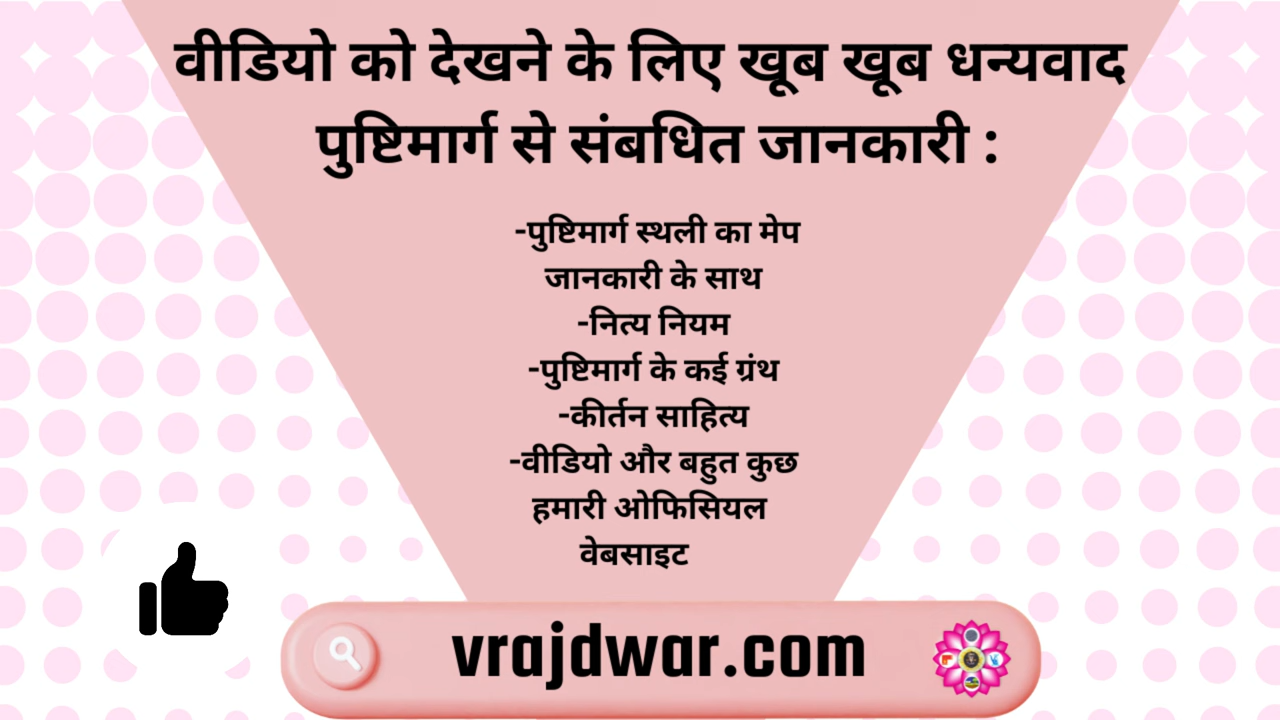 वीडियो को देखने के लिए खूब खूब धन्यवाद
पुष्टिमार्ग से संबधित जानकारी :
-पुष्टिमार्ग स्थली का मेप
जानकारी के साथ
-नित्य नियम
-पुष्टिमार्ग के कई ग्रंथ
-कीर्तन साहित्य
-वीडियो और बहुत कुछ
हमारी ओफिसियल
वेबसाइट
vrajdwar.com